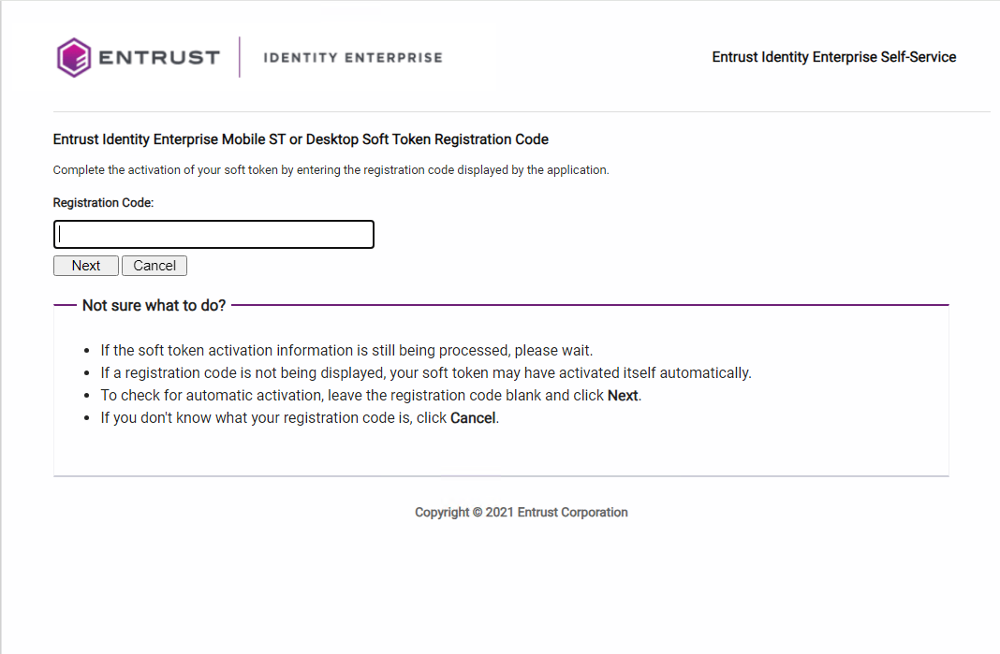 ENTRUST IDENTITY ENTERPRISE Entrust Identity Enterprise Self-Service
Entrust Identity Enterprise Mobile ST or Desktop Soft Token Registration Code
Complete the activation of your soft token by entering the registration code displayed by the application.
Registration Code:
Next Cancel
Not sure what to do?
• If the soft token activation information is still being processed, please wait.
• If a registration code is not being displayed, your soft token may have activated itself automatically.
• To check for automatic activation, leave the registration code blank and click Next.
• If you don't know what your registration code is, click Cancel.
Copyright © 2021 Entrust Corporation